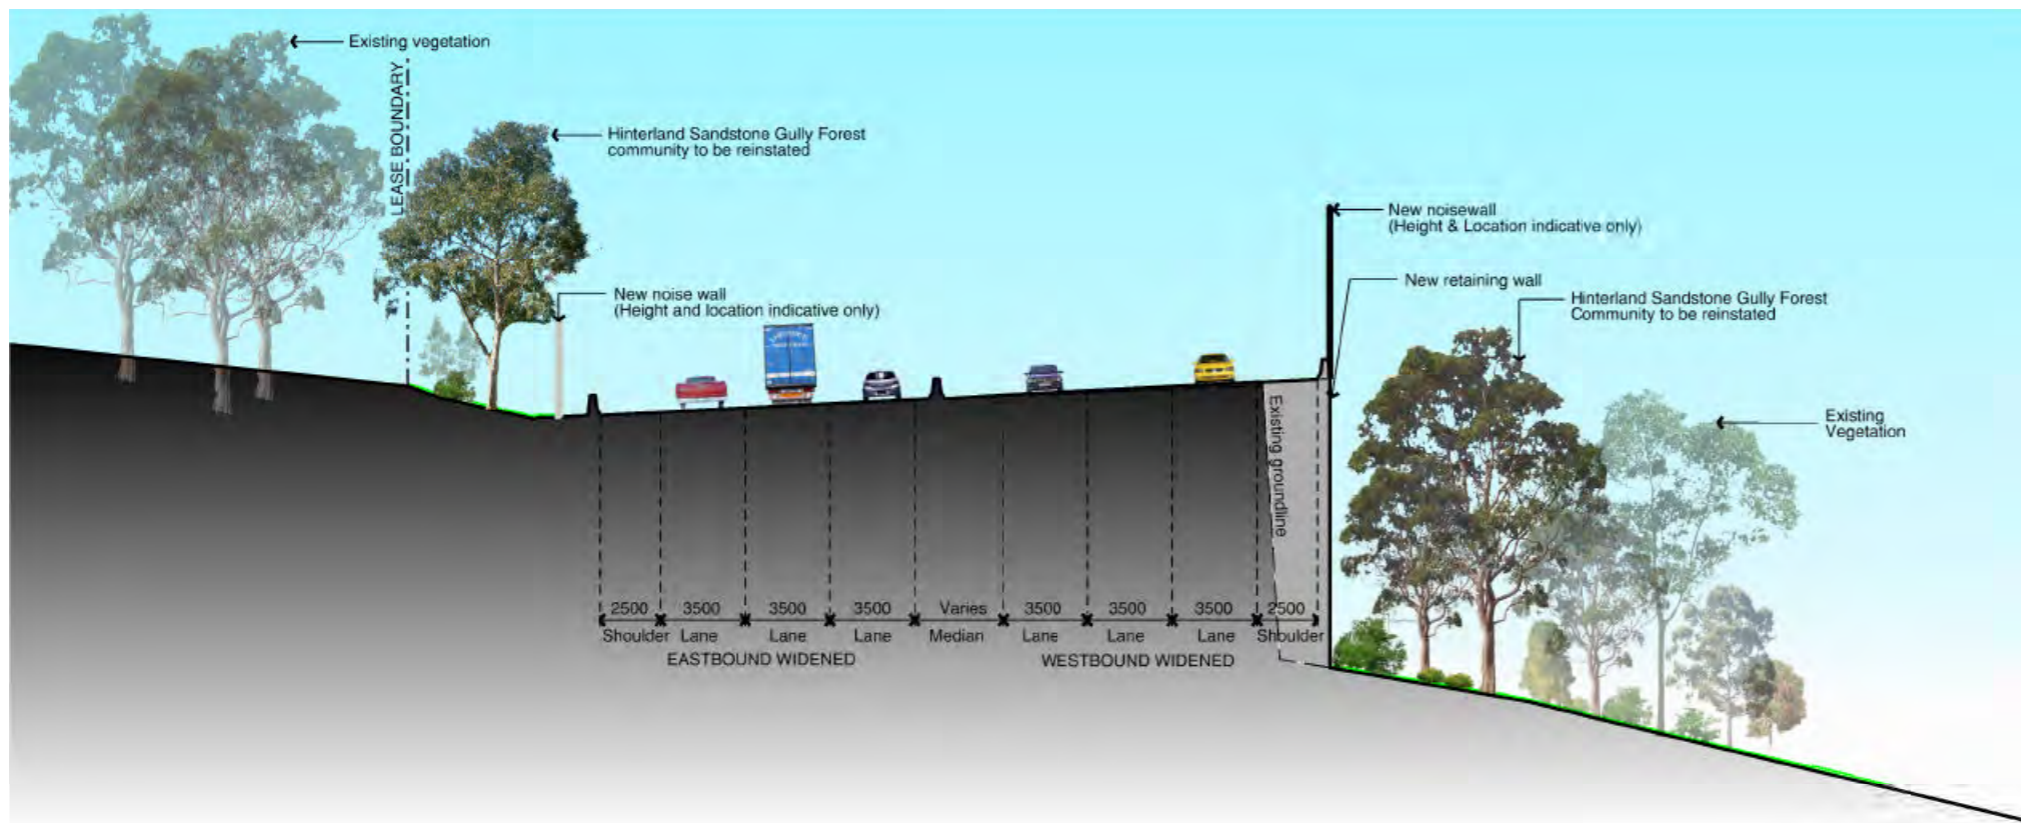 Existing vegetation
LEASE BOUNDARY
Hinterland Sandstone Gully Forest
community to be reinstated
New noise wall
(Height and location indicative only)
New noisewall
(Height & Location indicative only)
New retaining wall
Hinterland Sandstone Gully Forest
Community to be reinstated
Existing
Vegetation
Existing groundline
2500 3500 3500 3500 Varies 3500 3500 3500 2500
Shoulder Lane Lane Lane Median Lane Lane Lane Shoulder
EASTBOUND WIDENED WESTBOUND WIDENED